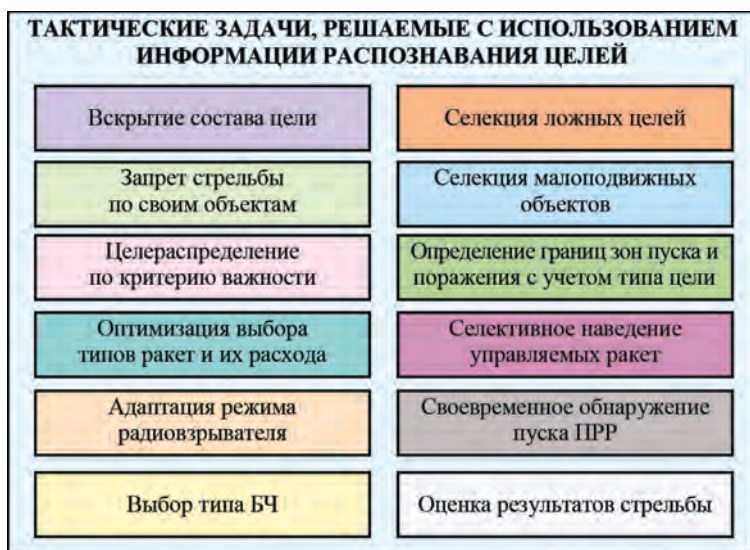 ТАКТИЧЕСКИЕ ЗАДАЧИ, РЕШАЕМЫЕ С ИСПОЛЬЗОВАНИЕМ
ИНФОРМАЦИИ РАСПОЗНАВАНИЯ ЦЕЛЕЙ
Вскрытие состава цели
Селекция ложных целей
Запрет стрельбы
по своим объектам
Селекция малоподвижных
объектов
Целераспределение
по критерию важности
Определение границ зон пуска и
поражения с учетом типа цели
Оптимизация выбора
типов ракет и их расхода
Селективное наведение
управляемых ракет
Адаптация режима
радиовзрывателя
Своевременное обнаружение
пуска ПРР
Выбор типа БЧ
Оценка результатов стрельбы